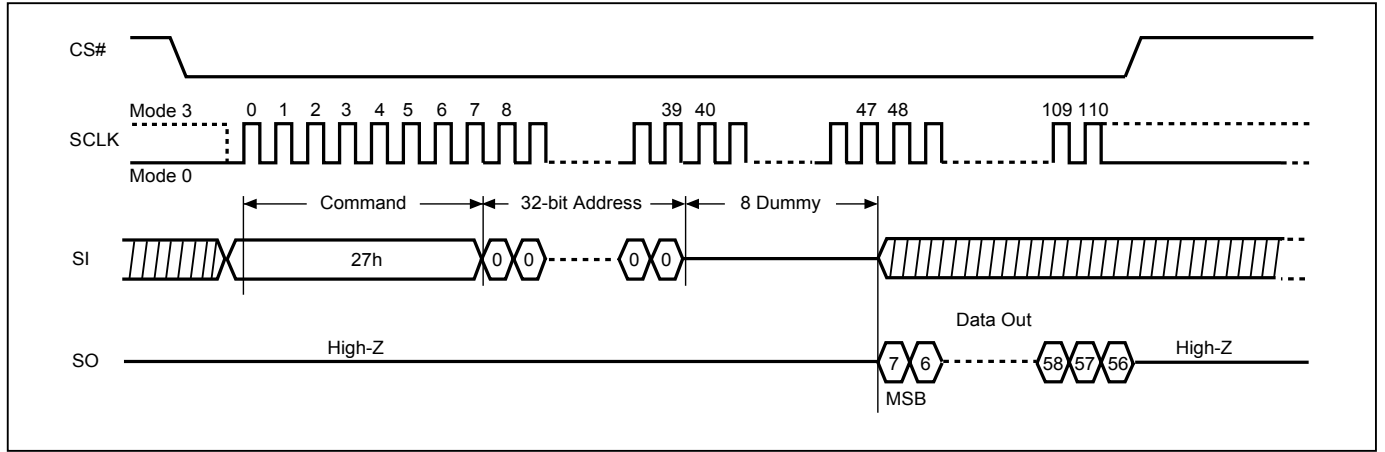 CS#
Mode 3 0 1 2 3 4 5 6 7 8 39 40 47 48 109 110
SCLK
Mode 0
Command 32-bit Address 8 Dummy
SI 27h 0 0 0 0
Data Out
SO High-Z 7 6 58 57 56 High-Z
MSB